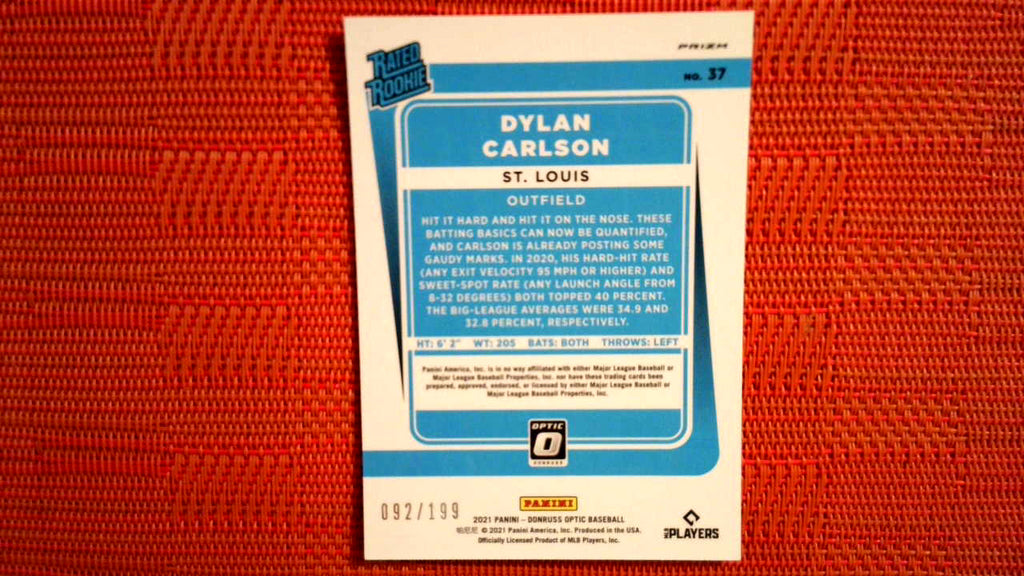 PRIZM
RATED
ROOKIE
NO. 37
DYLAN
CARLSON
ST. LOUIS
OUTFIELD
HIT IT HARD AND HIT IT ON THE NOSE. THESE
BATTING BASICS CAN NOW BE QUANTIFIED,
AND CARLSON IS ALREADY POSTING SOME
GAUDY MARKS. IN 2020, HIS HARD-HIT RATE
(ANY EXIT VELOCITY 95 MPH OR HIGHER) AND
SWEET-SPOT RATE (ANY LAUNCH ANGLE FROM
8-32 DEGREES) BOTH TOPPED 40 PERCENT.
THE BIG-LEAGUE AVERAGES WERE 34.9 AND
32.8 PERCENT, RESPECTIVELY.
HT: 6' 2" WT: 205 BATS: BOTH THROWS: LEFT
Panini America, Inc. is in no way affiliated with either Major League Baseball or
Major League Baseball Properties, Inc. nor have these trading cards been
prepared, approved, endorsed, or licensed by either Major League Baseball or
Major League Baseball Properties, Inc.
OPTIC
O
DONRUSS
092/199
PANINI
2021 PANINI – DONRUSS OPTIC BASEBALL
帕尼尼 © 2021 Panini America, Inc. Produced in the USA.
Officially Licensed Product of MLB Players, Inc.
MLB PLAYERS